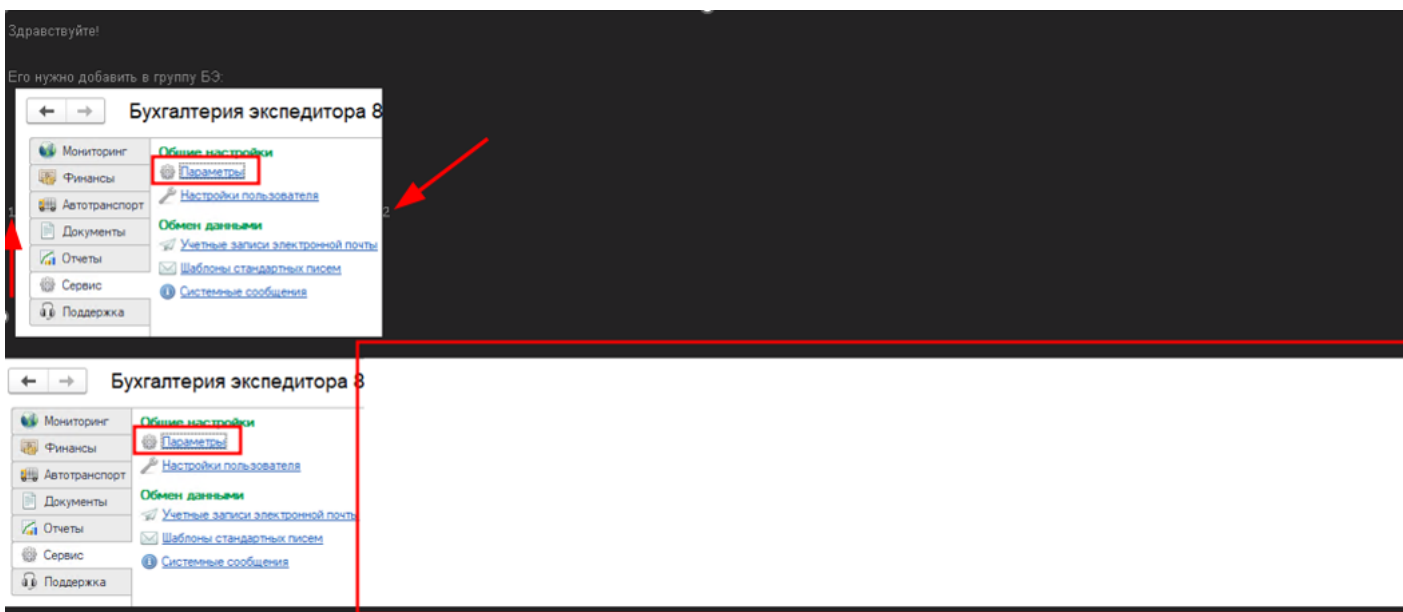 Здравствуйте!
Его нужно добавить в группу БЭ:
Бухгалтерия экспедитора 8
Мониторинг
Финансы
Автотранспорт
Документы
Отчеты
Сервис
Поддержка
Общие настройки
Параметры
Настройки пользователя
Обмен данными
Учетные записи электронной почты
Шаблоны стандартных писем
Системные сообщения
1
2
Бухгалтерия экспедитора 8
Мониторинг
Финансы
Автотранспорт
Документы
Отчеты
Сервис
Поддержка
Общие настройки
Параметры
Настройки пользователя
Обмен данными
Учетные записи электронной почты
Шаблоны стандартных писем
Системные сообщения